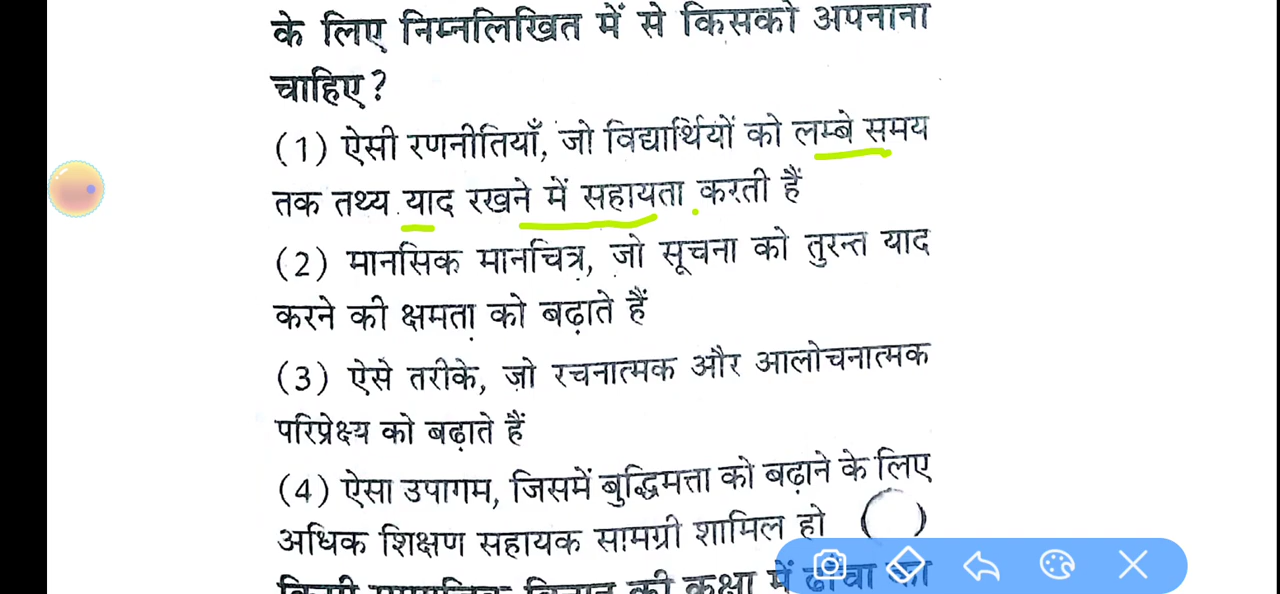 के लिए निम्नलिखित में से किसको अपनाना
चाहिए?
(1) ऐसी रणनीतियाँ, जो विद्यार्थियों को लम्बे समय
तक तथ्य याद रखने में सहायता करती हैं
(2) मानसिक मानचित्र, जो सूचना को तुरन्त याद
करने की क्षमता को बढ़ाते हैं
(3) ऐसे तरीके, जो रचनात्मक और आलोचनात्मक
परिप्रेक्ष्य को बढ़ाते हैं
(4) ऐसा उपागम, जिसमें बुद्धिमत्ता को बढ़ाने के लिए
अधिक शिक्षण सहायक सामग्री शामिल हो ( )
की कक्षा में